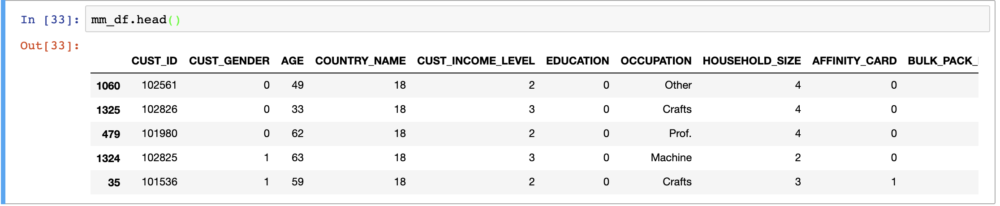 In [33]: mm_df.head()
Out[33]:
CUST_ID CUST_GENDER AGE COUNTRY_NAME CUST_INCOME_LEVEL EDUCATION OCCUPATION HOUSEHOLD_SIZE AFFINITY_CARD BULK_PACK_
1060 102561 0 49 18 2 0 Other 4 0
1325 102826 0 33 18 3 0 Crafts 4 0
479 101980 0 62 18 2 0 Prof. 4 0
1324 102825 1 63 18 3 0 Machine 2 0
35 101536 1 59 18 2 0 Crafts 3 1